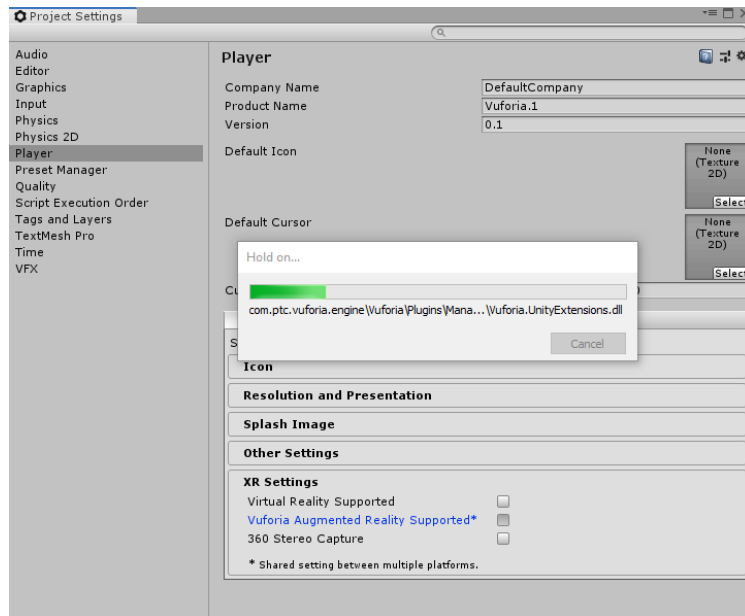 Project Settings
Audio
Editor
Graphics
Input
Physics
Physics 2D
Player
Preset Manager
Quality
Script Execution Order
Tags and Layers
TextMesh Pro
Time
VFX
Player
Company Name DefaultCompany
Product Name Vuforia.1
Version 0.1
Default Icon
None
(Texture
2D)
Select
Default Cursor
None
(Texture
2D)
Select
Hold on...
com.ptc.vuforia.engine\Vuforia\Plugins\Mana...\Vuforia.UnityExtensions.dll
Cancel
Icon
Resolution and Presentation
Splash Image
Other Settings
XR Settings
Virtual Reality Supported
Vuforia Augmented Reality Supported*
360 Stereo Capture
* Shared setting between multiple platforms.